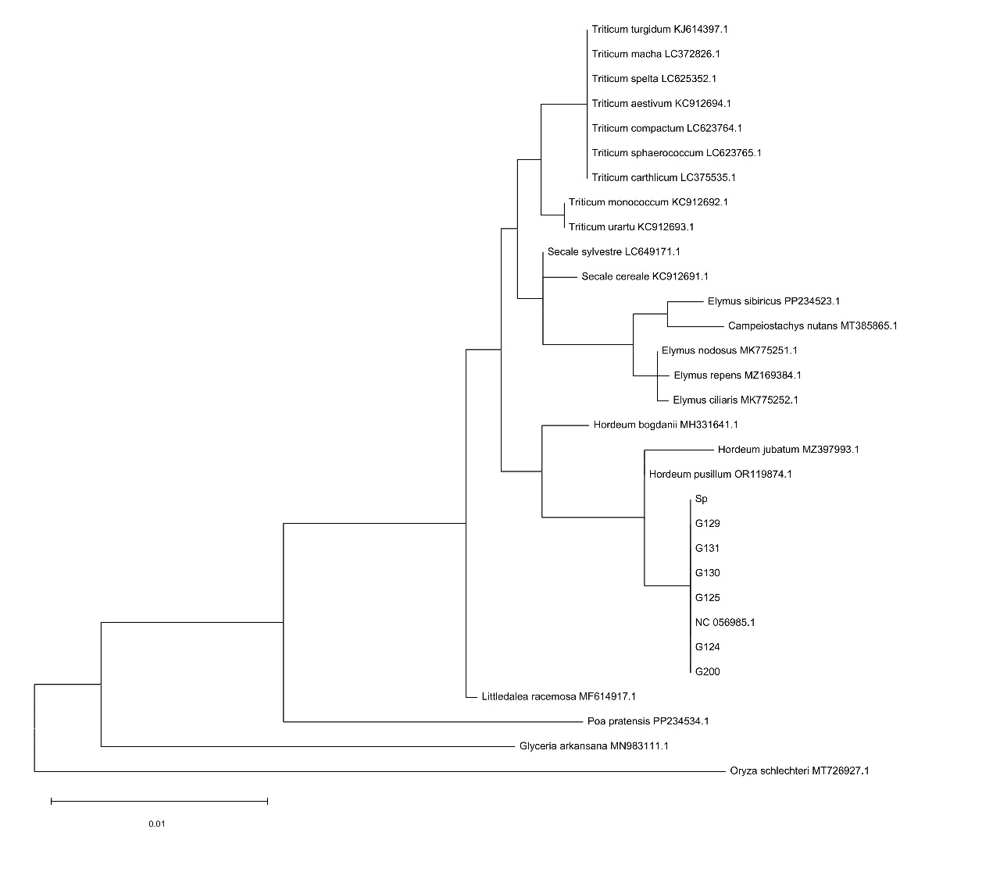 Triticum turgidum KJ614397.1
Triticum macha LC372826.1
Triticum spelta LC625352.1
Triticum aestivum KC912694.1
Triticum compactum LC623764.1
Triticum sphaerococcum LC623765.1
Triticum carthlicum LC375535.1
Triticum monococcum KC912692.1
Triticum urartu KC912693.1
Secale sylvestre LC649171.1
Secale cereale KC912691.1
Elymus sibiricus PP234523.1
Campeiostachys nutans MT385865.1
Elymus nodosus MK775251.1
Elymus repens MZ169384.1
Elymus ciliaris MK775252.1
Hordeum bogdanii MH331641.1
Hordeum jubatum MZ397993.1
Hordeum pusillum OR119874.1
Sp
G129
G131
G130
G125
NC 056985.1
G124
G200
Littledalea racemosa MF614917.1
Poa pratensis PP234534.1
Glyceria arkansana MN983111.1
Oryza schlechteri MT726927.1
0.01